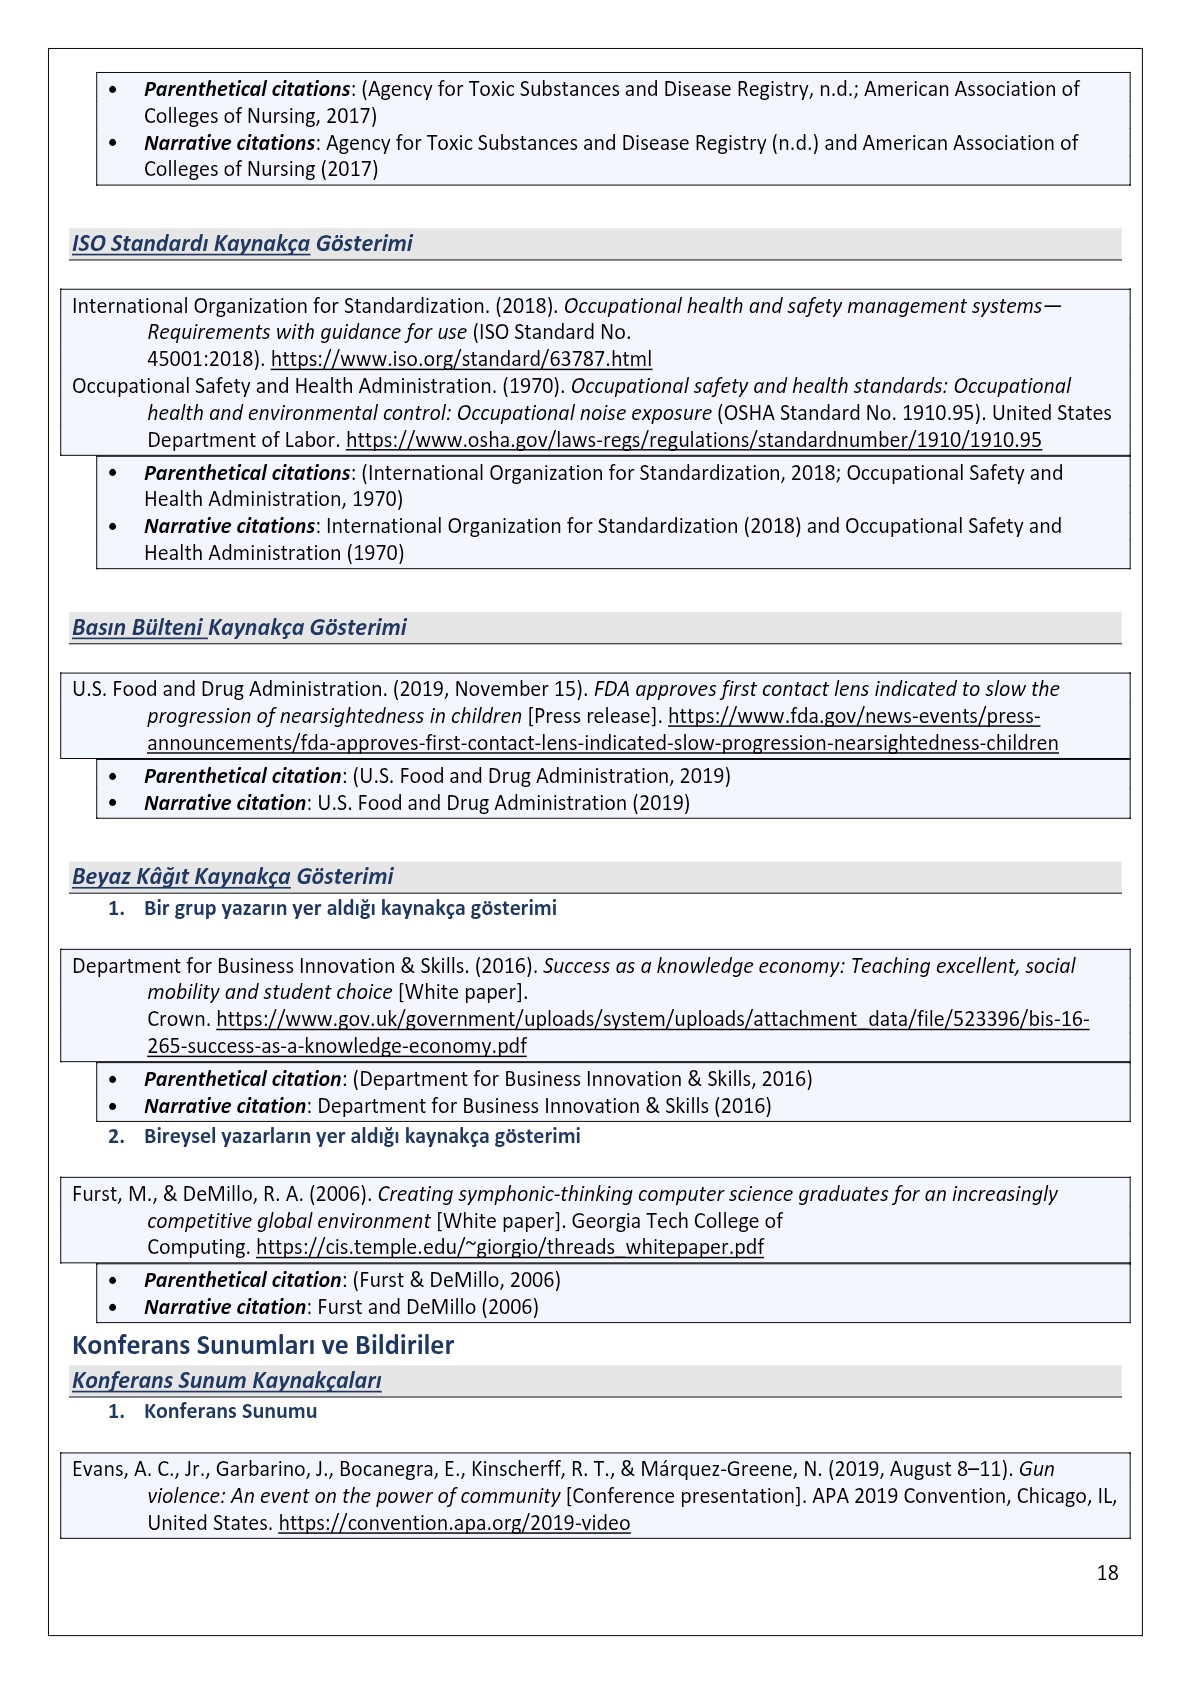 • Parenthetical citations: (Agency for Toxic Substances and Disease Registry, n.d.; American Association of
Colleges of Nursing, 2017)
• Narrative citations: Agency for Toxic Substances and Disease Registry (n.d.) and American Association of
Colleges of Nursing (2017)
ISO Standardı Kaynakça Gösterimi
International Organization for Standardization. (2018). Occupational health and safety management systems—
Requirements with guidance for use (ISO Standard No.
45001:2018). https://www.iso.org/standard/63787.html
Occupational Safety and Health Administration. (1970). Occupational safety and health standards: Occupational
health and environmental control: Occupational noise exposure (OSHA Standard No. 1910.95). United States
Department of Labor. https://www.osha.gov/laws-regs/regulations/standardnumber/1910/1910.95
• Parenthetical citations: (International Organization for Standardization, 2018; Occupational Safety and
Health Administration, 1970)
• Narrative citations: International Organization for Standardization (2018) and Occupational Safety and
Health Administration (1970)
Basın Bülteni Kaynakça Gösterimi
U.S. Food and Drug Administration. (2019, November 15). FDA approves first contact lens indicated to slow the
progression of nearsightedness in children [Press release]. https://www.fda.gov/news-events/press-
announcements/fda-approves-first-contact-lens-indicated-slow-progression-nearsightedness-children
• Parenthetical citation: (U.S. Food and Drug Administration, 2019)
• Narrative citation: U.S. Food and Drug Administration (2019)
Beyaz Kâğıt Kaynakça Gösterimi
1. Bir grup yazarın yer aldığı kaynakça gösterimi
Department for Business Innovation & Skills. (2016). Success as a knowledge economy: Teaching excellent, social
mobility and student choice [White paper].
Crown. https://www.gov.uk/government/uploads/system/uploads/attachment_data/file/523396/bis-16-
265-success-as-a-knowledge-economy.pdf
• Parenthetical citation: (Department for Business Innovation & Skills, 2016)
• Narrative citation: Department for Business Innovation & Skills (2016)
2. Bireysel yazarların yer aldığı kaynakça gösterimi
Furst, M., & DeMillo, R. A. (2006). Creating symphonic-thinking computer science graduates for an increasingly
competitive global environment [White paper]. Georgia Tech College of
Computing. https://cis.temple.edu/~giorgio/threads_whitepaper.pdf
• Parenthetical citation: (Furst & DeMillo, 2006)
• Narrative citation: Furst and DeMillo (2006)
Konferans Sunumları ve Bildiriler
Konferans Sunum Kaynakçaları
1. Konferans Sunumu
Evans, A. C., Jr., Garbarino, J., Bocanegra, E., Kinscherff, R. T., & Márquez-Greene, N. (2019, August 8–11). Gun
violence: An event on the power of community [Conference presentation]. APA 2019 Convention, Chicago, IL,
United States. https://convention.apa.org/2019-video
18